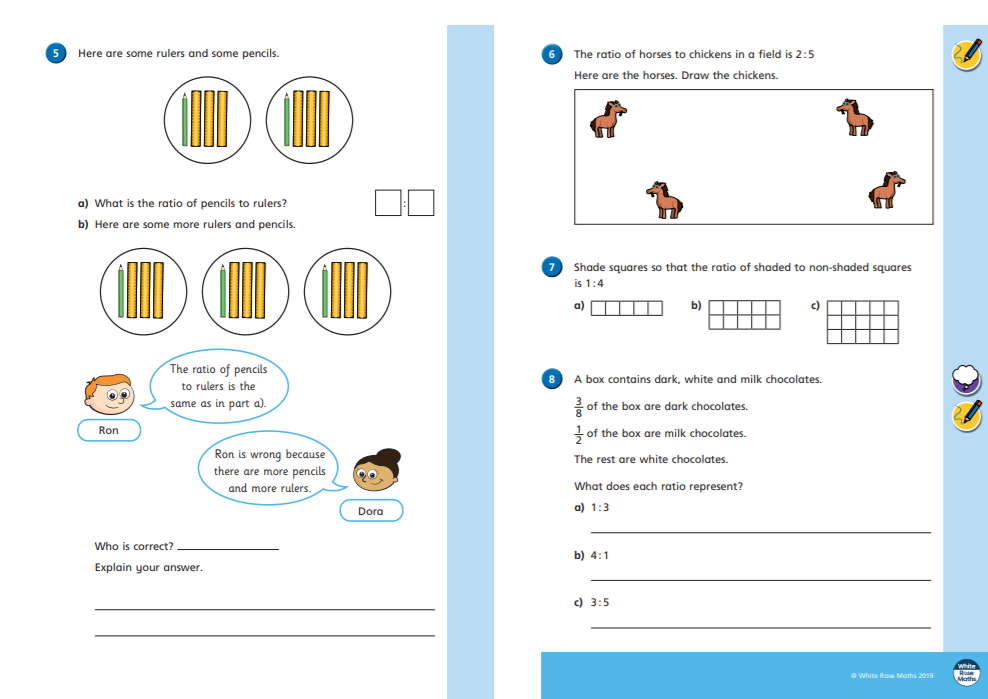 5 Here are some rulers and some pencils.
a) What is the ratio of pencils to rulers? :
b) Here are some more rulers and pencils.
The ratio of pencils
to rulers is the
same as in part a).
Ron
Ron is wrong because
there are more pencils
and more rulers.
Dora
Who is correct?
Explain your answer.
6 The ratio of horses to chickens in a field is 2 : 5
Here are the horses. Draw the chickens.
7 Shade squares so that the ratio of shaded to non-shaded squares
is 1 : 4
a) b) c)
8 A box contains dark, white and milk chocolates.
3/8 of the box are dark chocolates.
1/2 of the box are milk chocolates.
The rest are white chocolates.
What does each ratio represent?
a) 1 : 3
b) 4 : 1
c) 3 : 5
© White Rose Maths 2019
White
Rose
Maths